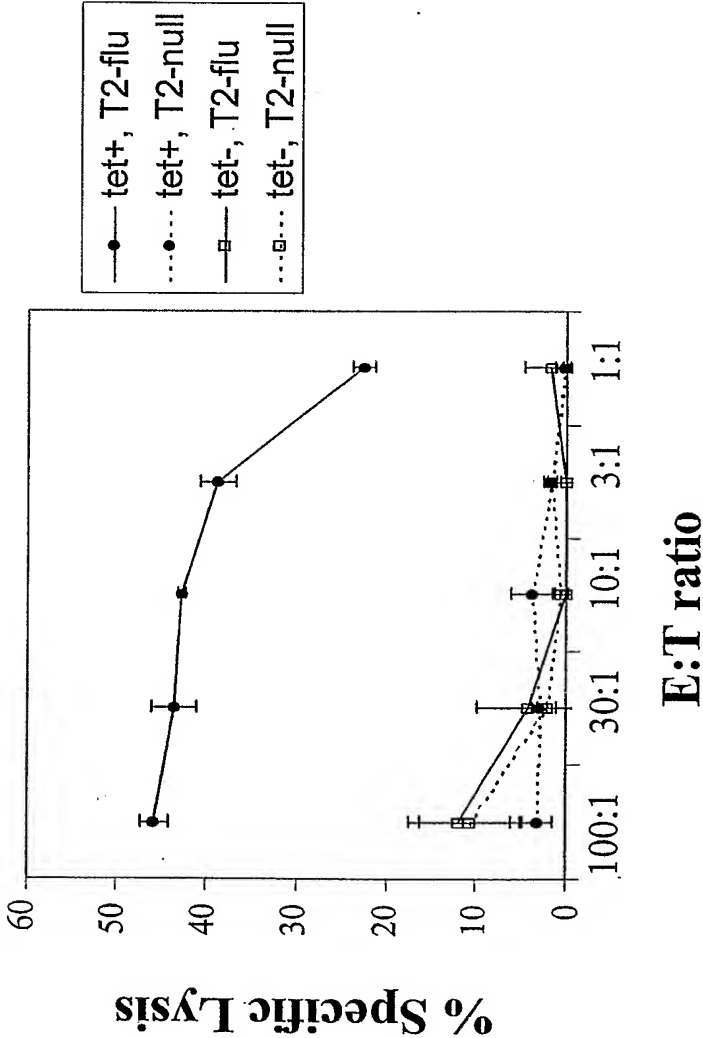 tet+, T2-flu
tet+, T2-null
tet-, T2-flu
tet-, T2-null
% Specific Lysis
60
50
40
30
20
10
0
100:1
30:1
10:1
3:1
1:1
E:T ratio